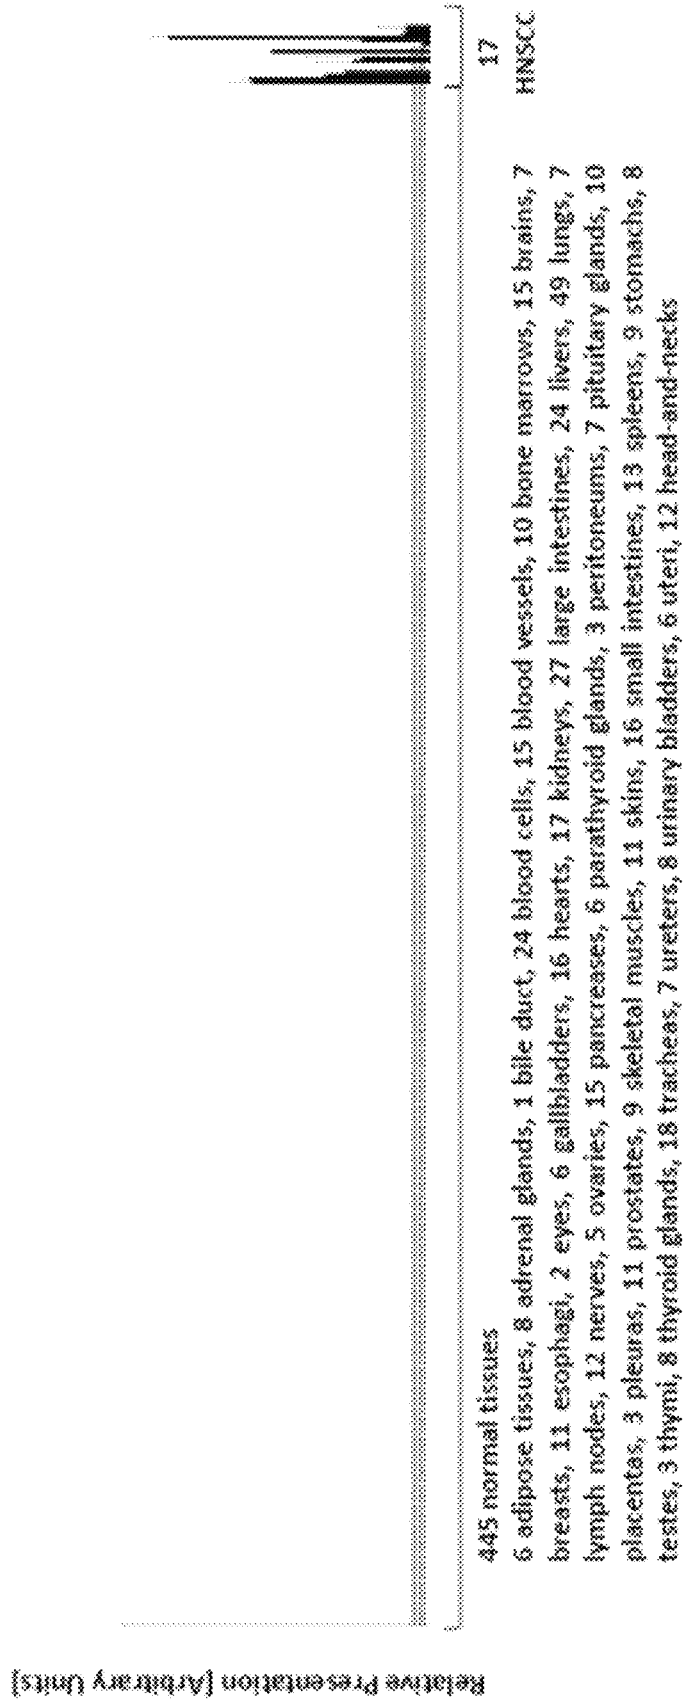 Relative Presentation [Arbitrary Units]
445 normal tissues
6 adipose tissues, 8 adrenal glands, 1 bile duct, 24 blood cells, 15 blood vessels, 10 bone marrows, 15 brains, 7
breasts, 11 esophagi, 2 eyes, 6 gallbladders, 16 hearts, 17 kidneys, 27 large intestines, 24 livers, 49 lungs, 7
lymph nodes, 12 nerves, 5 ovaries, 15 pancreases, 6 parathyroid glands, 3 peritoneums, 7 pituitary glands, 10
placentas, 3 pleuras, 11 prostates, 9 skeletal muscles, 11 skins, 16 small intestines, 13 spleens, 9 stomachs, 8
testes, 3 thymi, 8 thyroid glands, 18 tracheas, 7 ureters, 8 urinary bladders, 6 uteri, 12 head-and-necks
17
HNSCC